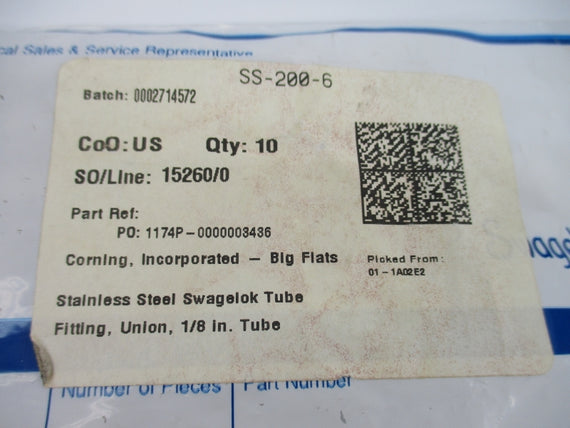 cal Sales & Service Representative
SS-200-6
Batch: 0002714572
CoO: US Qty: 10
SO/Line: 15260/0
Part Ref:
PO: 1174P-0000003436
Corning, Incorporated - Big Flats
Picked From:
01-1A02E2
Stainless Steel Swagelok Tube
Fitting, Union, 1/8 in. Tube
Number of Pieces Part Number